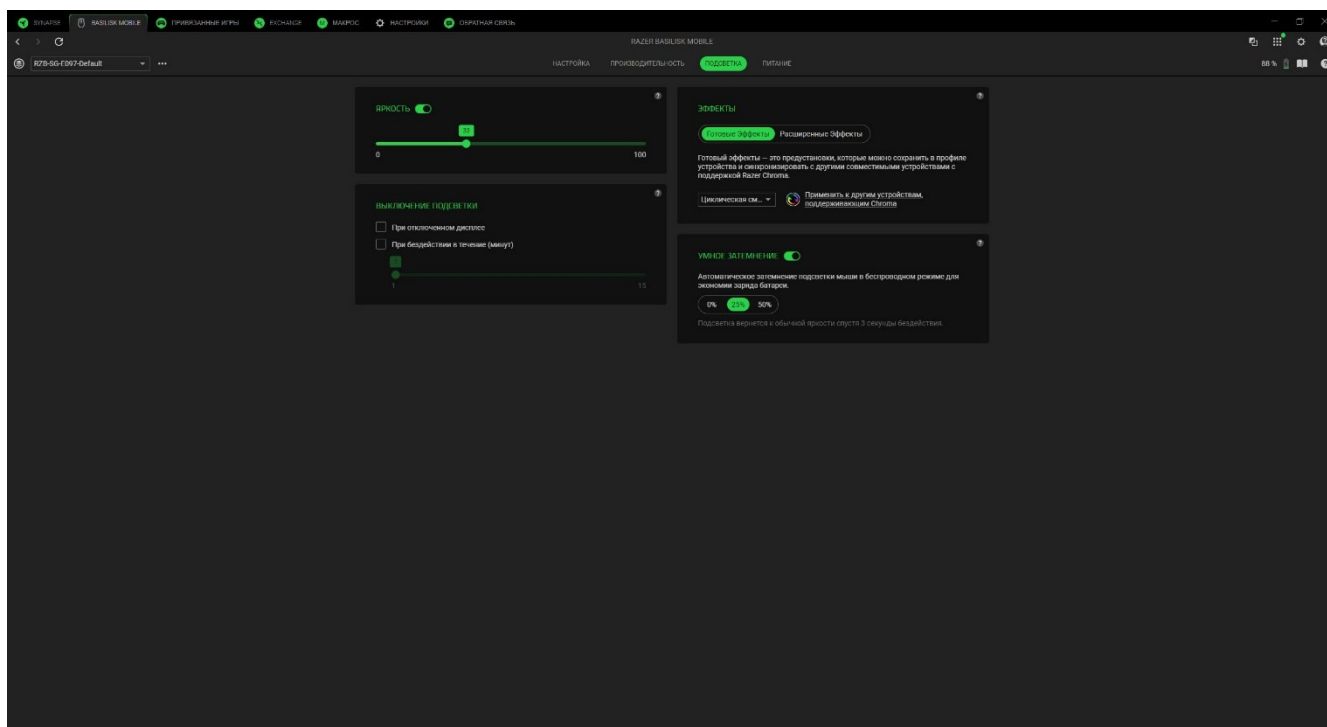 SYNAPSE BASILISK MOBILE ПРИВЯЗАННЫЕ ИГРЫ EXCHANGE МАКРОС НАСТРОЙКИ ОБРАТНАЯ СВЯЗЬ
RAZER BASILISK MOBILE
RZB-SG-E097-Default НАСТРОЙКА ПРОИЗВОДИТЕЛЬНОСТЬ ПОДСВЕТКА ПИТАНИЕ 88 %
ЯРКОСТЬ
33
0 100
ВЫКЛЮЧЕНИЕ ПОДСВЕТКИ
При отключенном дисплее
При бездействии в течение (минут)
1 15
ЭФФЕКТЫ
Готовые Эффекты Расширенные Эффекты
Готовый эффекты — это предустановки, которые можно сохранить в профиле
устройства и синхронизировать с другими совместимыми устройствами с
поддержкой Razer Chroma.
Циклическая см... Применить к другим устройствам,
поддерживающим Chroma
УМНОЕ ЗАТЕМНЕНИЕ
Автоматическое затемнение подсветки мыши в беспроводном режиме для
экономии заряда батареи.
0% 25% 50%
Подсветка вернется к обычной яркости спустя 3 секунды бездействия.